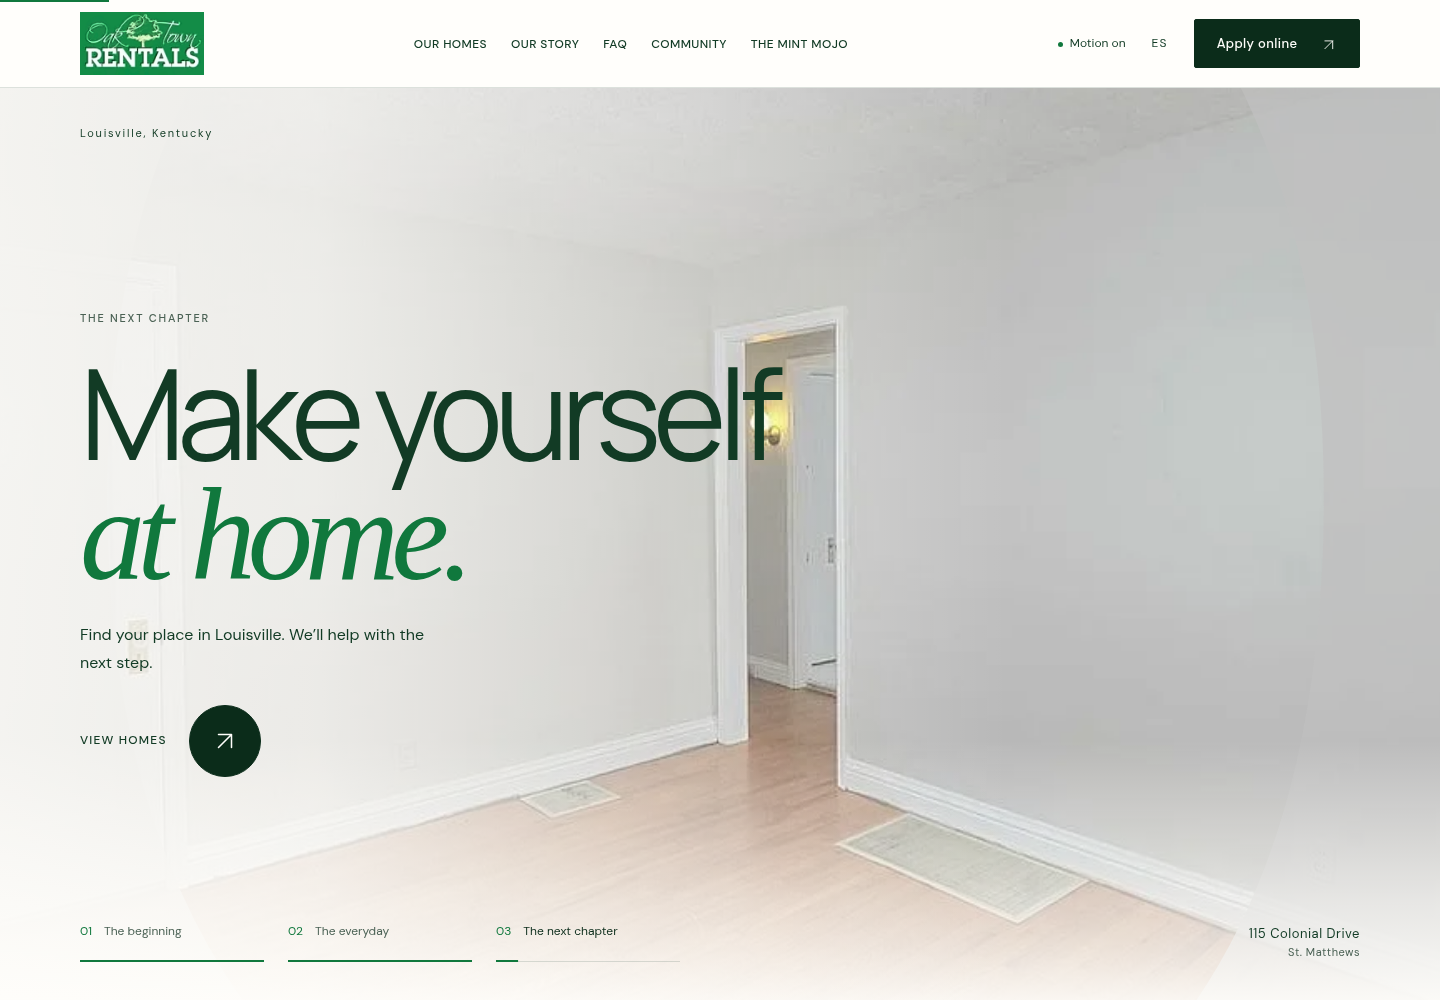 Oak Town
RENTALS
OUR HOMES
OUR STORY
FAQ
COMMUNITY
THE MINT MOJO
Motion on
ES
Apply online
Louisville, Kentucky
THE NEXT CHAPTER
Make yourself
at home.
Find your place in Louisville. We’ll help with the
next step.
VIEW HOMES
01 The beginning
02 The everyday
03 The next chapter
115 Colonial Drive
St. Matthews